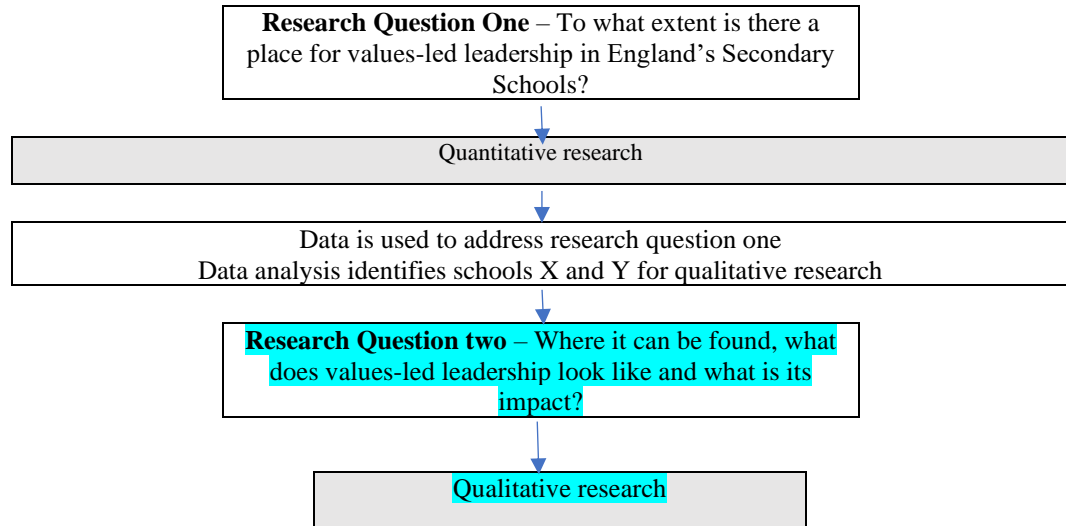 Research Question One – To what extent is there a
place for values-led leadership in England’s Secondary
Schools?
Quantitative research
Data is used to address research question one
Data analysis identifies schools X and Y for qualitative research
Research Question two – Where it can be found, what
does values-led leadership look like and what is its
impact?
Qualitative research